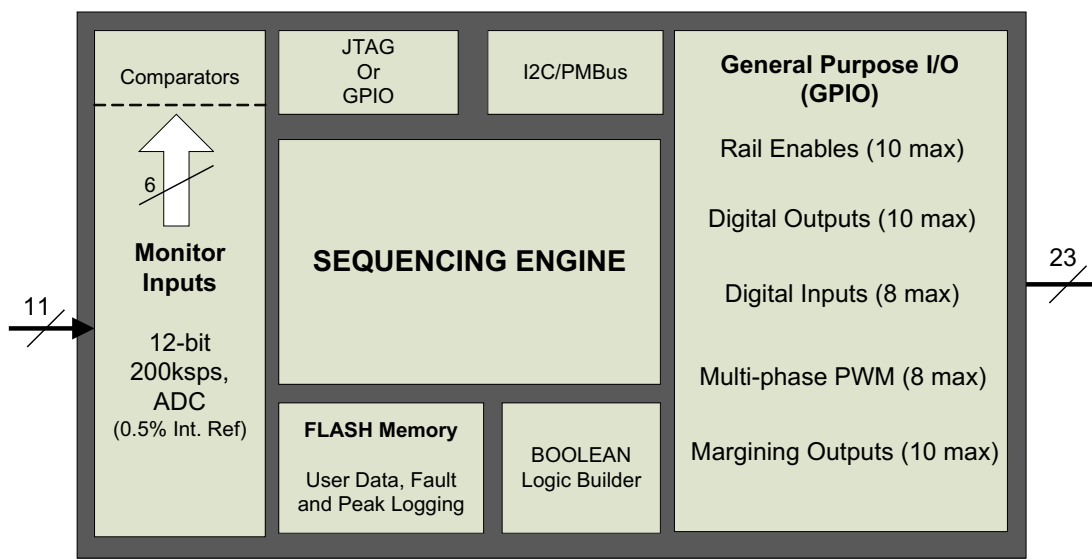 Comparators
6
Monitor
Inputs
11
12-bit
200ksps,
ADC
(0.5% Int. Ref)
JTAG
Or
GPIO
I2C/PMBus
SEQUENCING ENGINE
FLASH Memory
User Data, Fault
and Peak Logging
BOOLEAN
Logic Builder
General Purpose I/O
(GPIO)
Rail Enables (10 max)
Digital Outputs (10 max)
Digital Inputs (8 max)
Multi-phase PWM (8 max)
Margining Outputs (10 max)
23